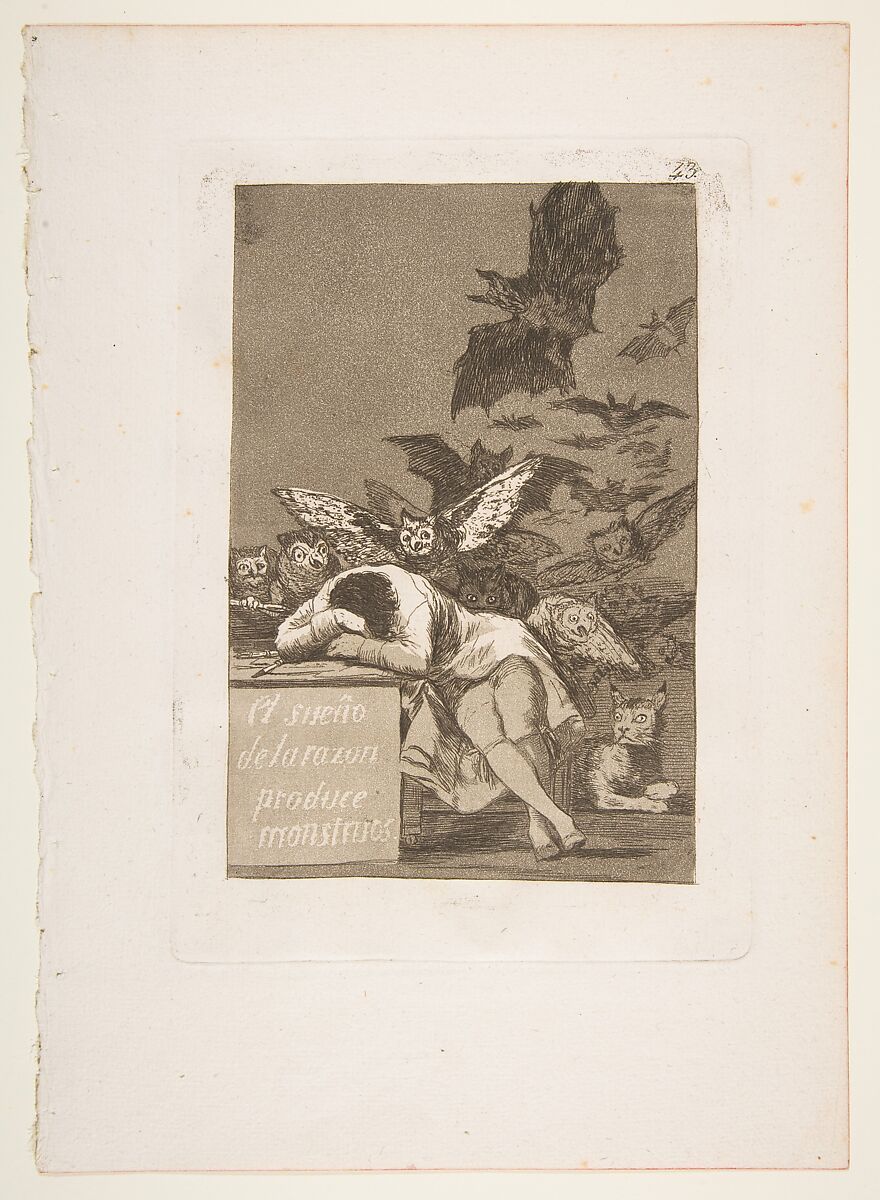 43.
El sueño
de la razon
produce
monstruos